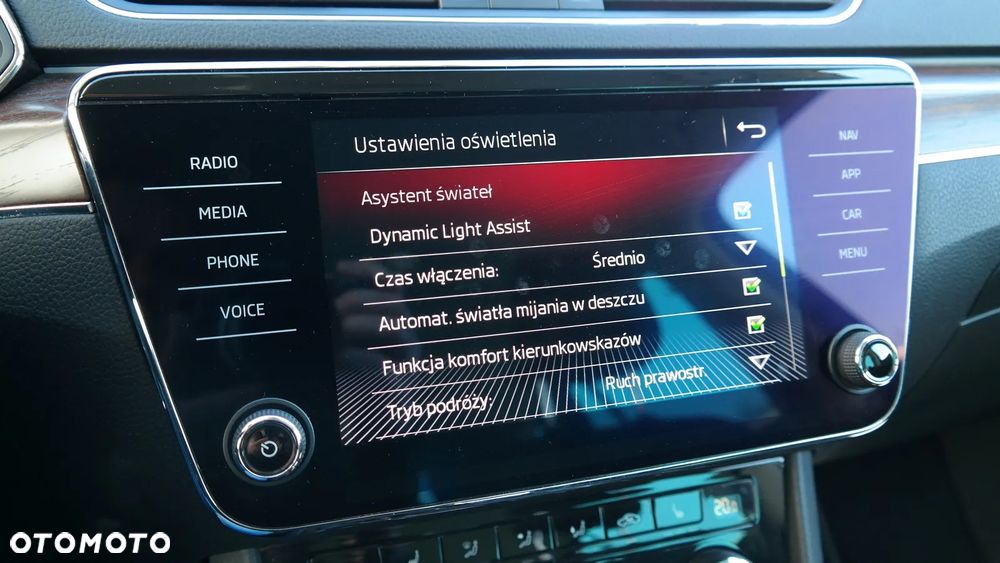 Ustawienia oświetlenia
RADIO
MEDIA
PHONE
VOICE
Asystent świateł
Dynamic Light Assist
Czas włączenia: Średnio
Automat. światła mijania w deszczu
Funkcja komfort kierunkowskazów
Tryb podróży: Ruch prawostr.
NAV
APP
CAR
MENU
OTOMOTO